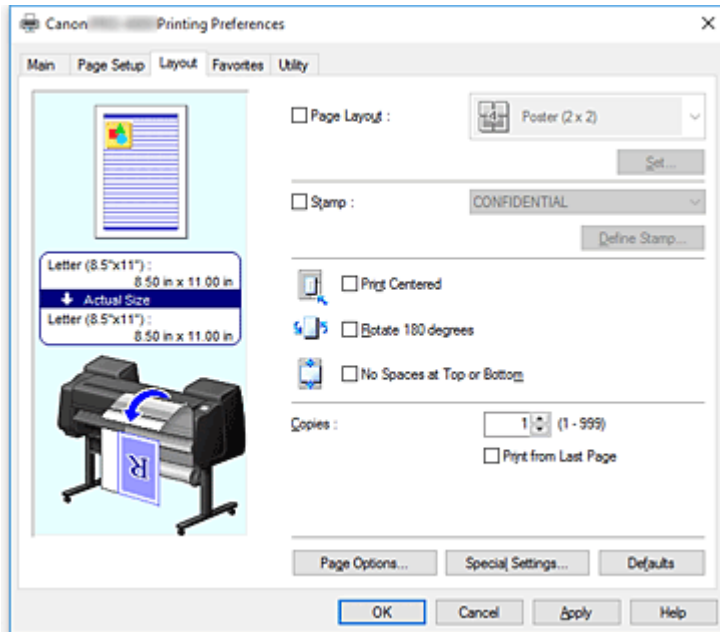 Canon Printing Preferences
Main Page Setup Layout Favorites Utility
Page Layout :
4
Poster (2 x 2)
Set...
Stamp :
CONFIDENTIAL
Define Stamp...
Letter (8.5"x11") :
8.50 in x 11.00 in
Actual Size
Letter (8.5"x11") :
8.50 in x 11.00 in
R
Print Centered
Rotate 180 degrees
No Spaces at Top or Bottom
Copies :
1 (1 - 999)
Print from Last Page
Page Options... Special Settings... Defaults
OK Cancel Apply Help